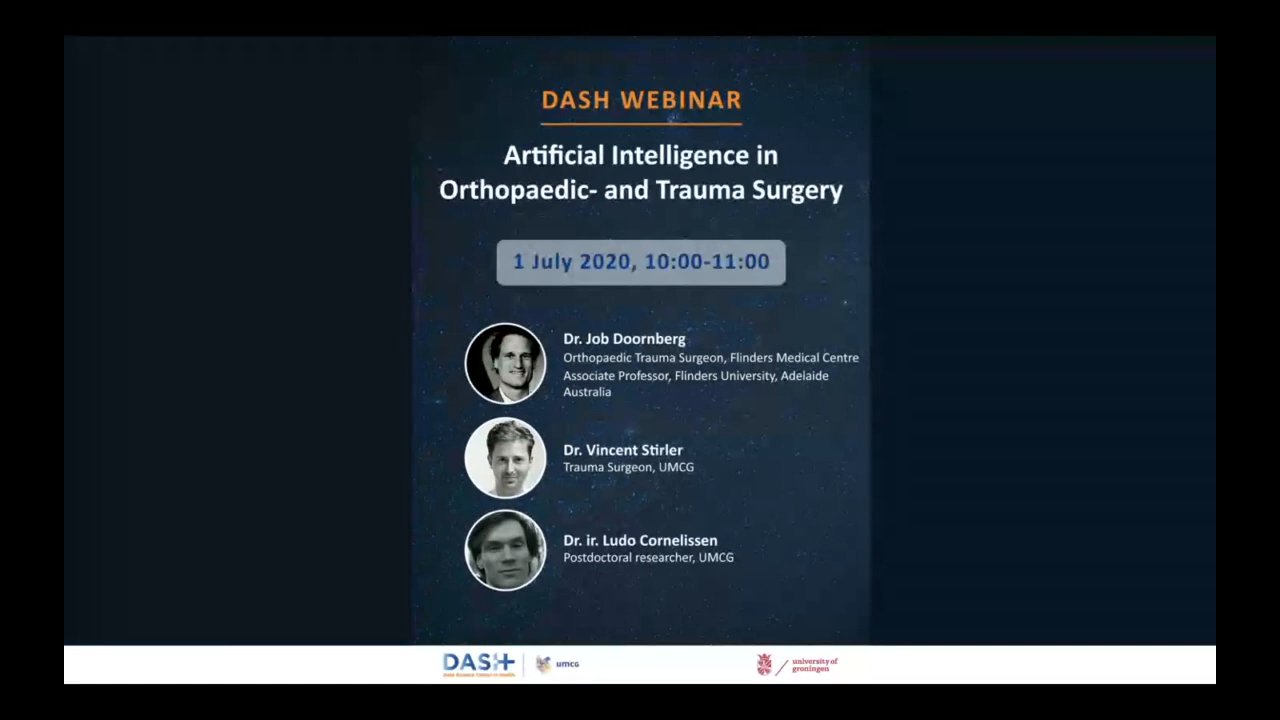 DASH WEBINAR
Artificial Intelligence in
Orthopaedic- and Trauma Surgery
1 July 2020, 10:00-11:00
Dr. Job Doornberg
Orthopaedic Trauma Surgeon, Flinders Medical Centre
Associate Professor, Flinders University, Adelaide
Australia
Dr. Vincent Stirler
Trauma Surgeon, UMCG
Dr. ir. Ludo Cornelissen
Postdoctoral researcher, UMCG
DASH
umcg
university of
groningen